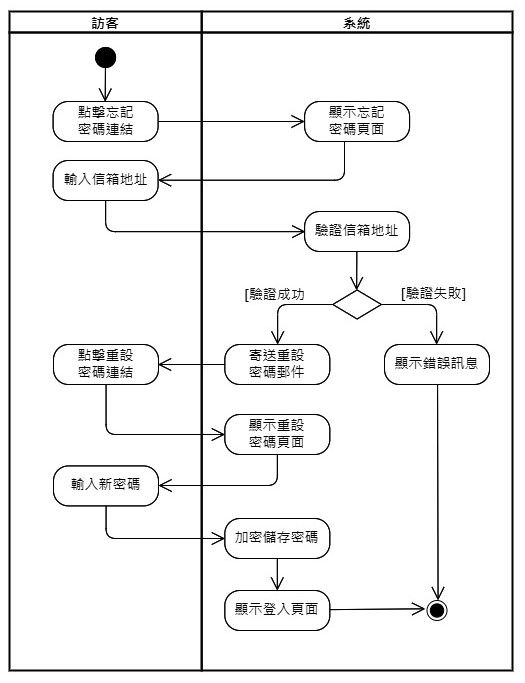 訪客
系統
點擊忘記
密碼連結
顯示忘記
密碼頁面
輸入信箱地址
驗證信箱地址
[驗證成功
[驗證失敗]
點擊重設
密碼連結
寄送重設
密碼郵件
顯示錯誤訊息
顯示重設
密碼頁面
輸入新密碼
加密儲存密碼
顯示登入頁面